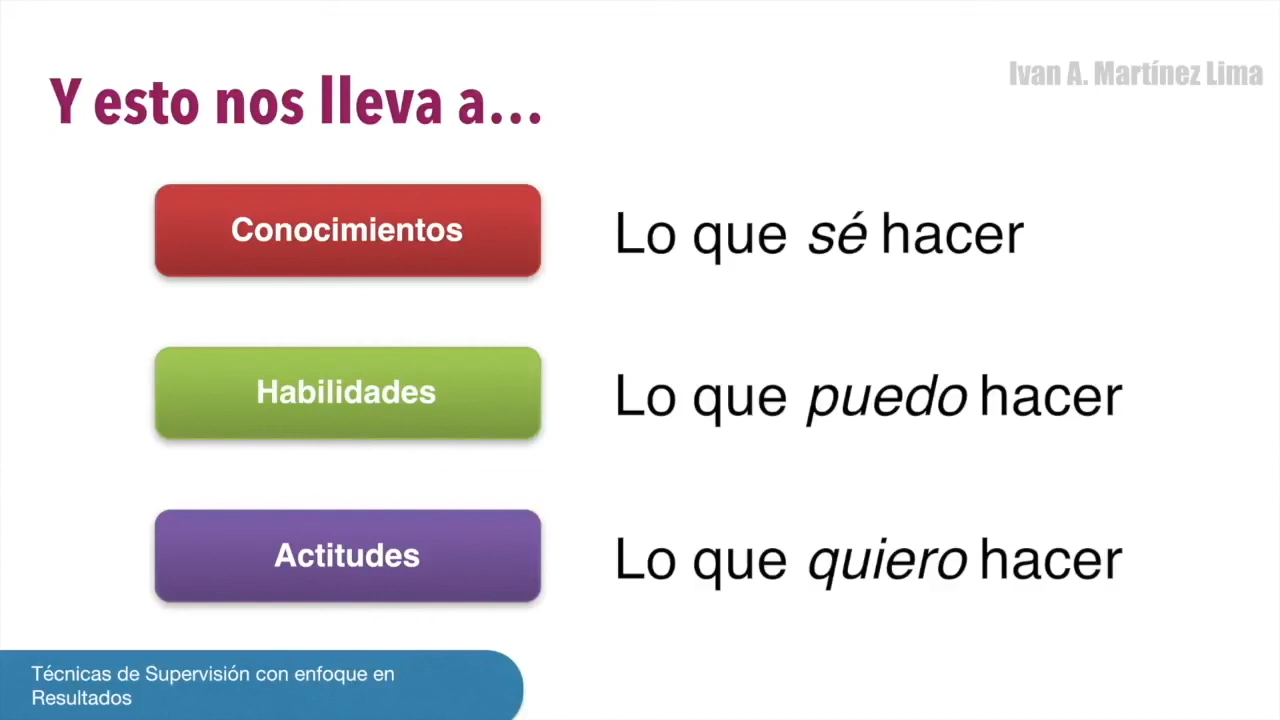 Ivan A. Martínez Lima
Y esto nos lleva a...
Conocimientos
Lo que sé hacer
Habilidades
Lo que puedo hacer
Actitudes
Lo que quiero hacer
Técnicas de Supervisión con enfoque en
Resultados